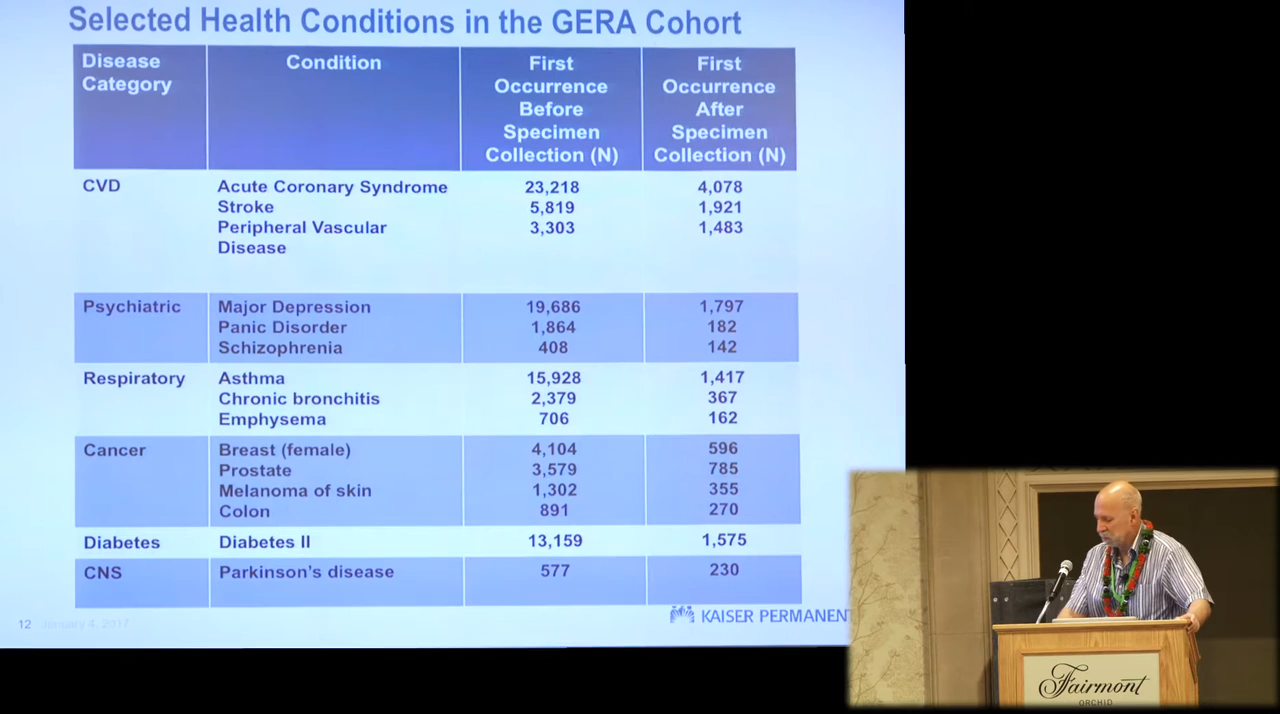 Selected Health Conditions in the GERA Cohort
Disease Category
Condition
First Occurrence Before Specimen Collection (N)
First Occurrence After Specimen Collection (N)
CVD
Acute Coronary Syndrome 23,218 4,078
Stroke 5,819 1,921
Peripheral Vascular Disease 3,303 1,483
Psychiatric
Major Depression 19,686 1,797
Panic Disorder 1,864 182
Schizophrenia 408 142
Respiratory
Asthma 15,928 1,417
Chronic bronchitis 2,379 367
Emphysema 706 162
Cancer
Breast (female) 4,104 596
Prostate 3,579 785
Melanoma of skin 1,302 355
Colon 891 270
Diabetes
Diabetes II 13,159 1,575
CNS
Parkinson's disease 577 230
12 January 4, 2017
KAISER PERMANENT
Fairmont
ORCHID